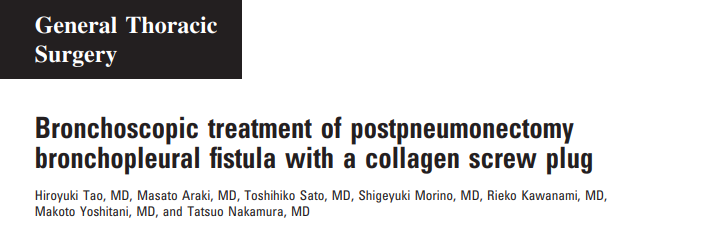 General Thoracic
Surgery
Bronchoscopic treatment of postpneumonectomy
bronchopleural fistula with a collagen screw plug
Hiroyuki Tao, MD, Masato Araki, MD, Toshihiko Sato, MD, Shigeyuki Morino, MD, Rieko Kawanami, MD,
Makoto Yoshitani, MD, and Tatsuo Nakamura, MD